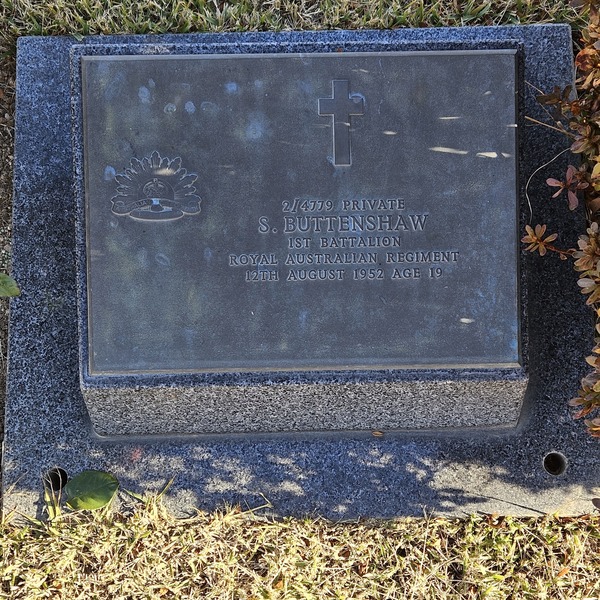 2/4779 PRIVATE
S. BUTTENSHAW
1ST BATTALION
ROYAL AUSTRALIAN REGIMENT
12TH AUGUST 1952 AGE 19